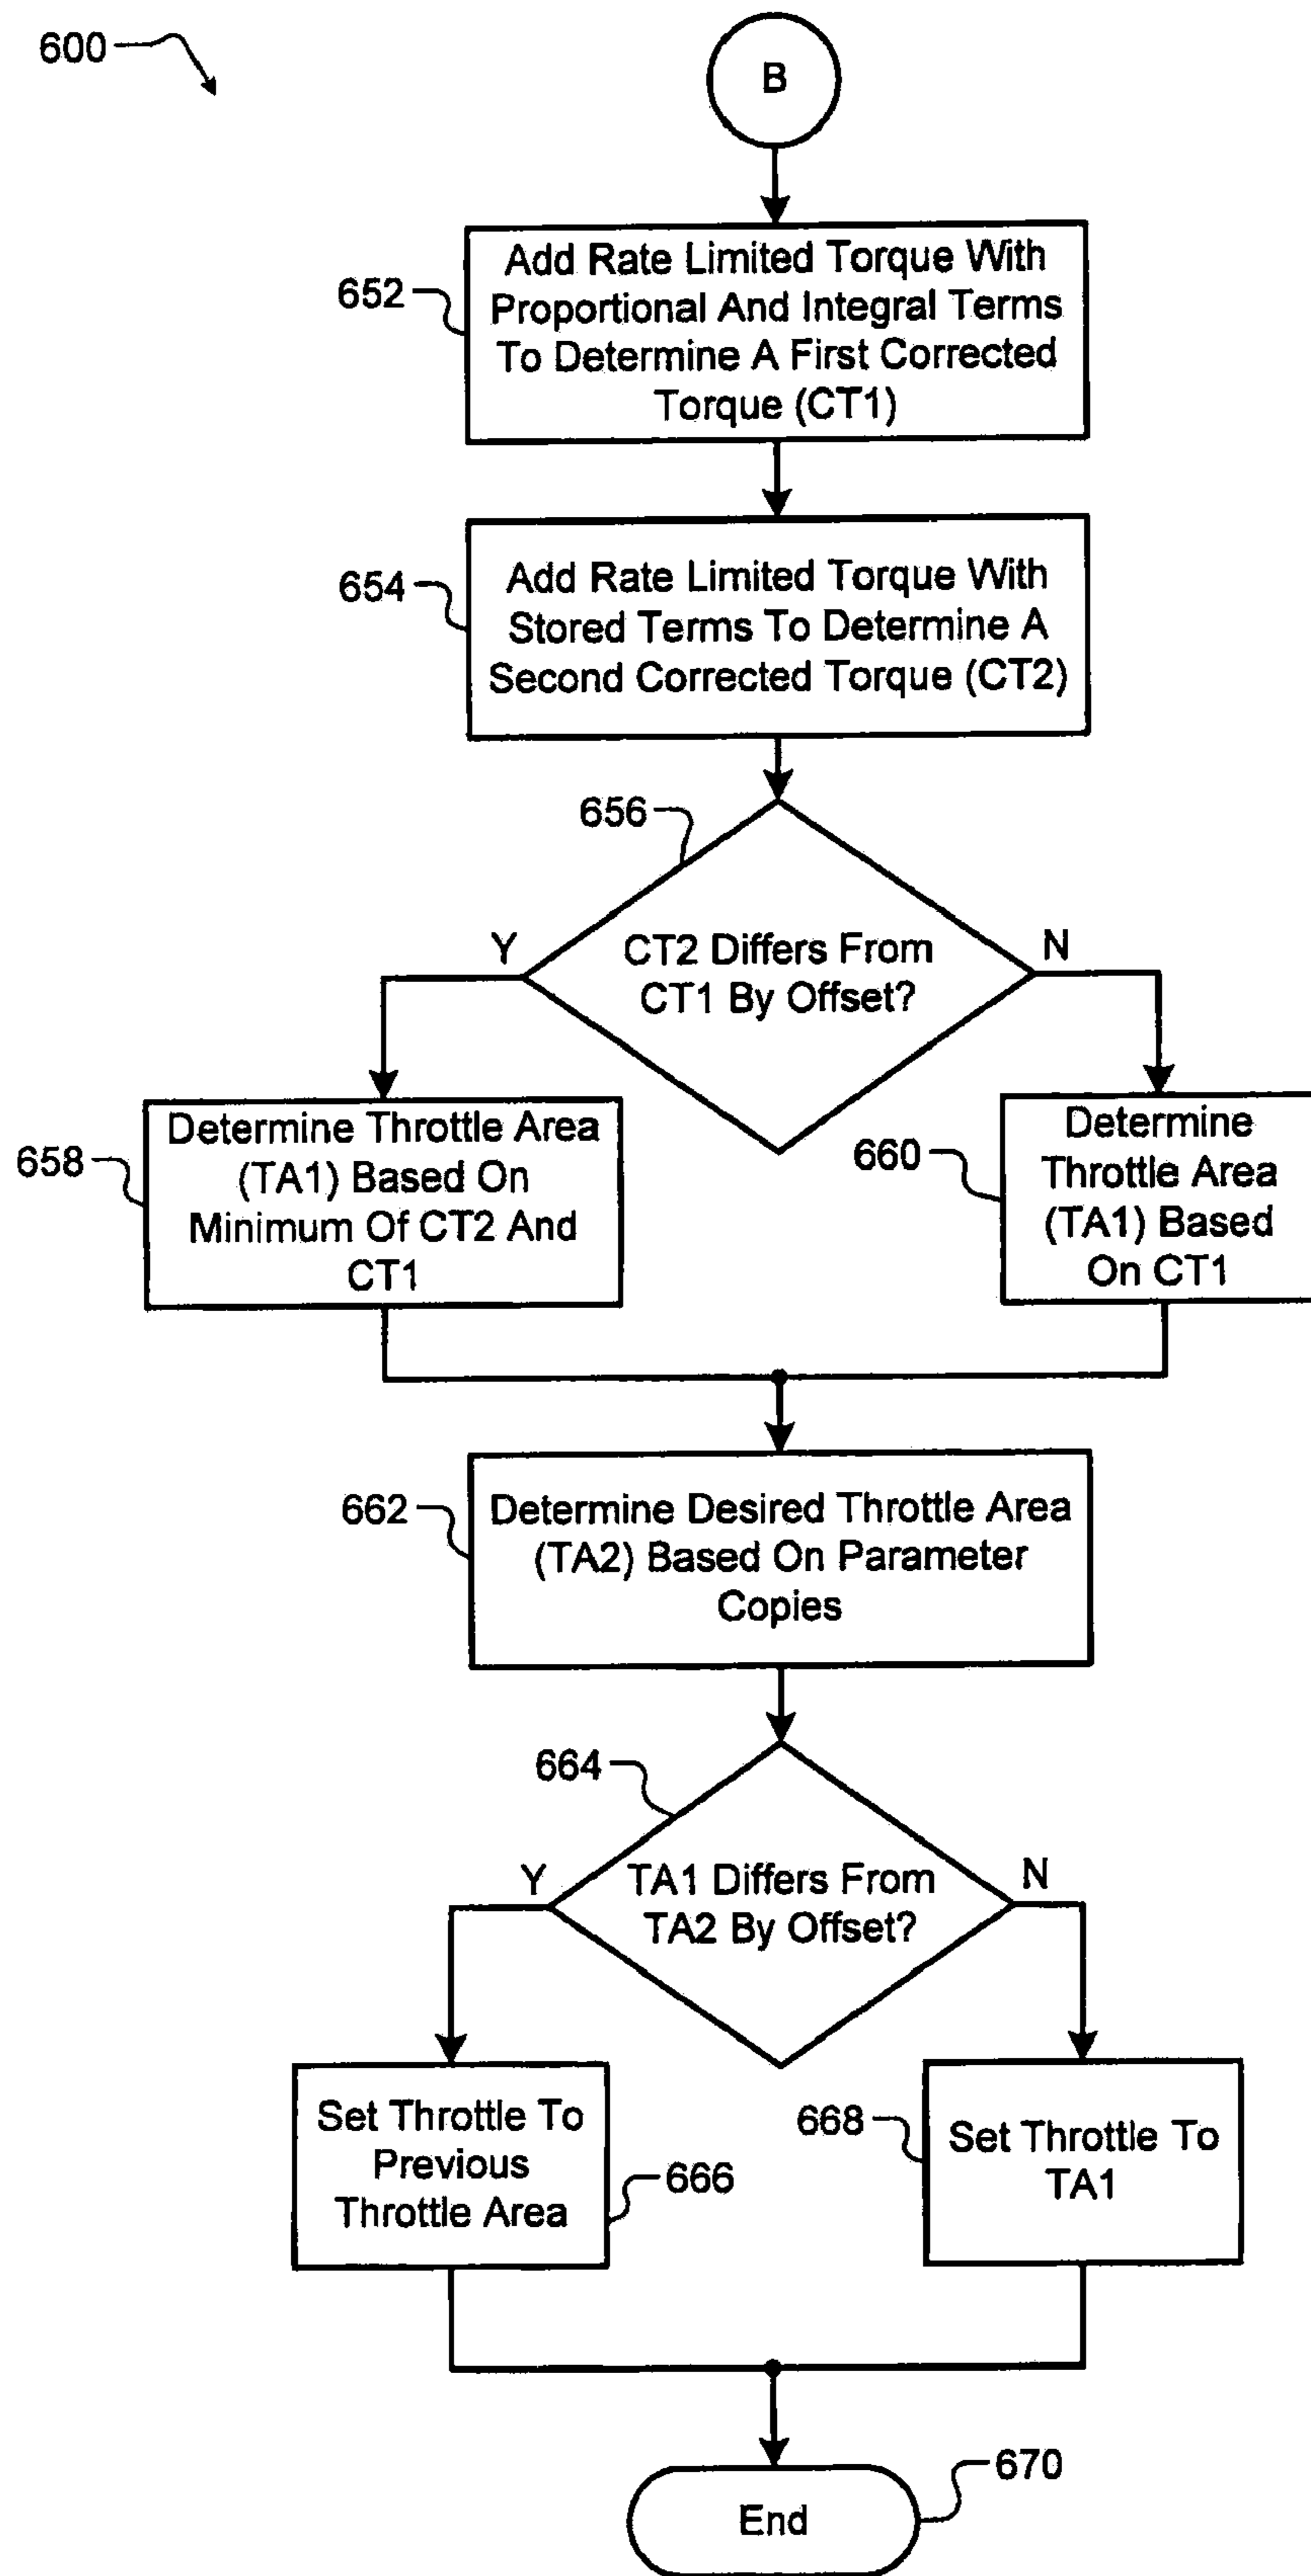 600
B
652
Add Rate Limited Torque With
Proportional And Integral Terms
To Determine A First Corrected
Torque (CT1)
654
Add Rate Limited Torque With
Stored Terms To Determine A
Second Corrected Torque (CT2)
656
Y
CT2 Differs From
CT1 By Offset?
N
658
Determine Throttle Area
(TA1) Based On
Minimum Of CT2 And
CT1
660
Determine
Throttle Area
(TA1) Based
On CT1
662
Determine Desired Throttle Area
(TA2) Based On Parameter
Copies
664
Y
TA1 Differs From
TA2 By Offset?
N
Set Throttle To
Previous
Throttle Area
666
668
Set Throttle To
TA1
670
End